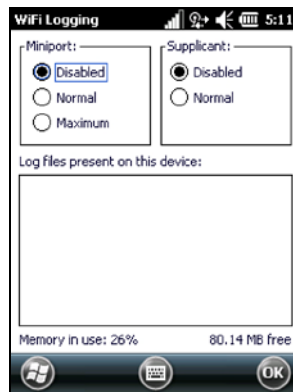 WiFi Logging 5:11
Miniport: Supplicant:
Disabled Disabled
Normal Normal
Maximum
Log files present on this device:
Memory in use: 26% 80.14 MB free
OK